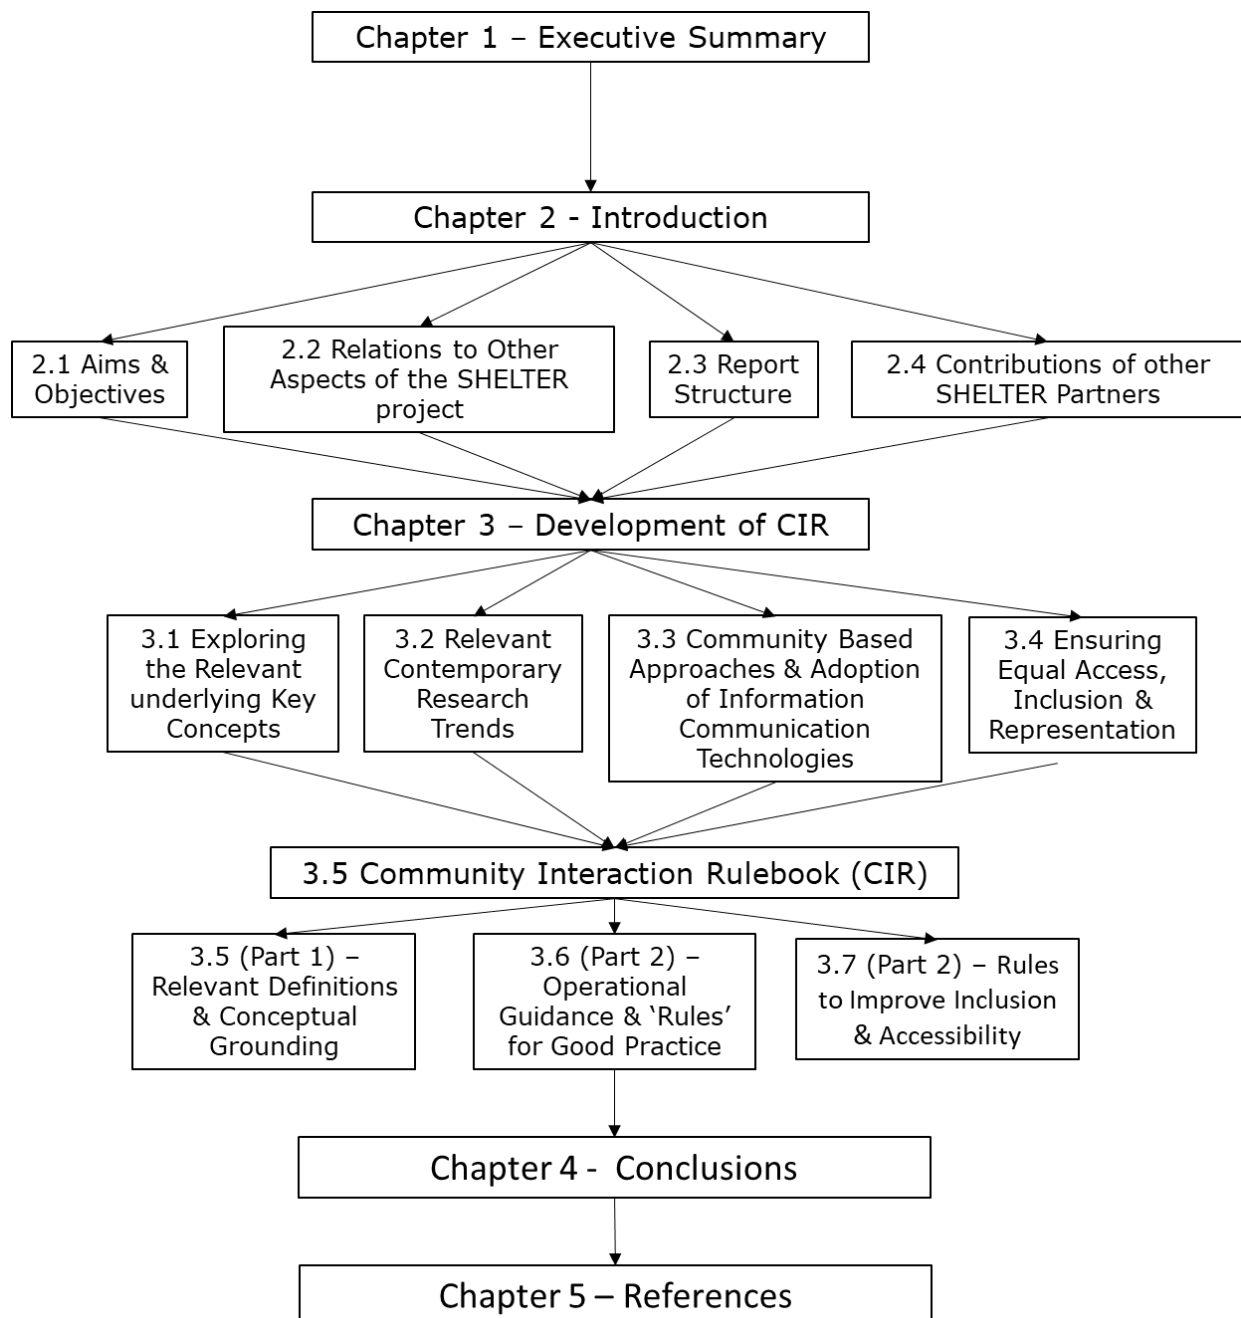 Chapter 1 – Executive Summary
Chapter 2 - Introduction
2.1 Aims &
Objectives
2.2 Relations to Other
Aspects of the SHELTER
project
2.3 Report
Structure
2.4 Contributions of other
SHELTER Partners
Chapter 3 – Development of CIR
3.1 Exploring
the Relevant
underlying Key
Concepts
3.2 Relevant
Contemporary
Research
Trends
3.3 Community Based
Approaches & Adoption
of Information
Communication
Technologies
3.4 Ensuring
Equal Access,
Inclusion &
Representation
3.5 Community Interaction Rulebook (CIR)
3.5 (Part 1) –
Relevant Definitions
& Conceptual
Grounding
3.6 (Part 2) –
Operational
Guidance & ‘Rules’
for Good Practice
3.7 (Part 2) – Rules
to Improve Inclusion
& Accessibility
Chapter 4 - Conclusions
Chapter 5 – References